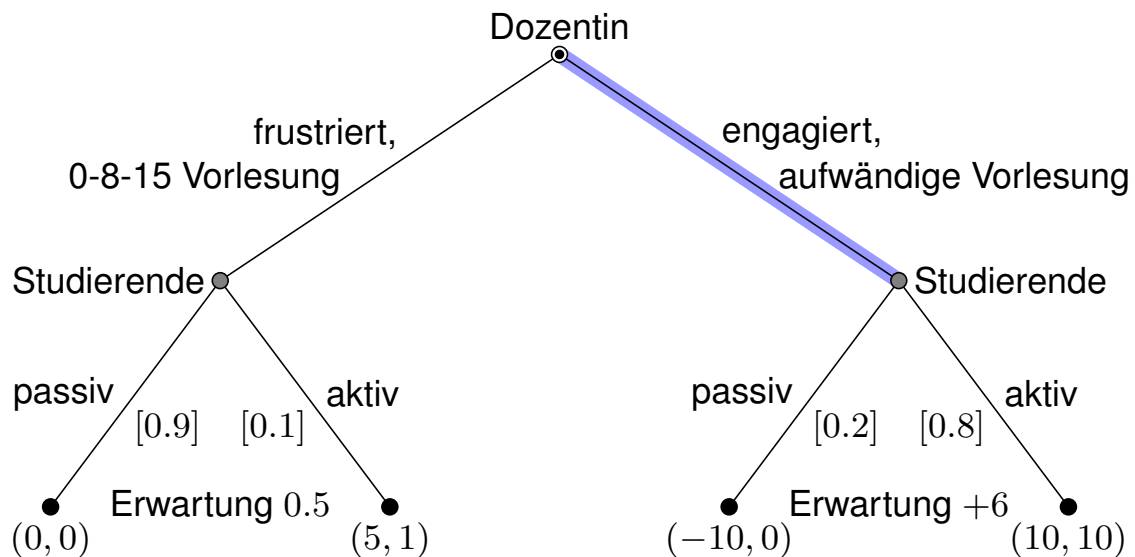 Dozentin
frustriert,
0-8-15 Vorlesung
engagiert,
aufwändige Vorlesung
Studierende
Studierende
passiv
aktiv
passiv
aktiv
[0.9] [0.1]
[0.2] [0.8]
Erwartung 0.5
Erwartung +6
(0, 0)
(5, 1)
(−10, 0)
(10, 10)